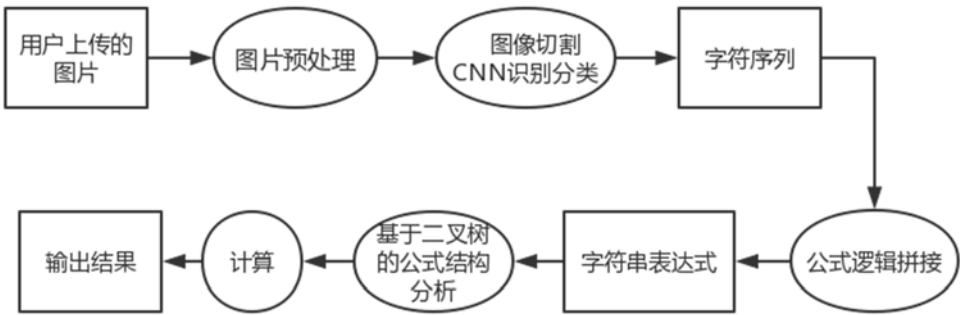 用户上传的
图片
图片预处理
图像切割
CNN识别分类
字符序列
公式逻辑拼接
字符串表达式
基于二叉树
的公式结构
分析
计算
输出结果